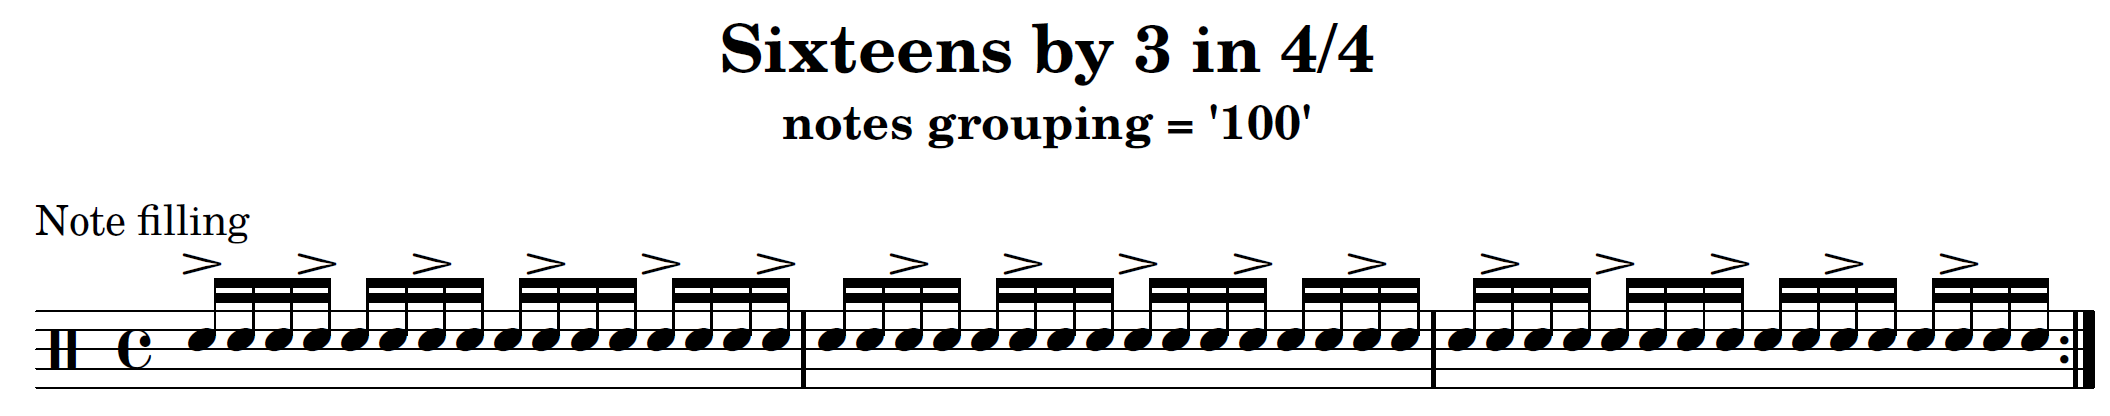 Sixteens by 3 in 4/4
notes grouping = '100'
Note filling